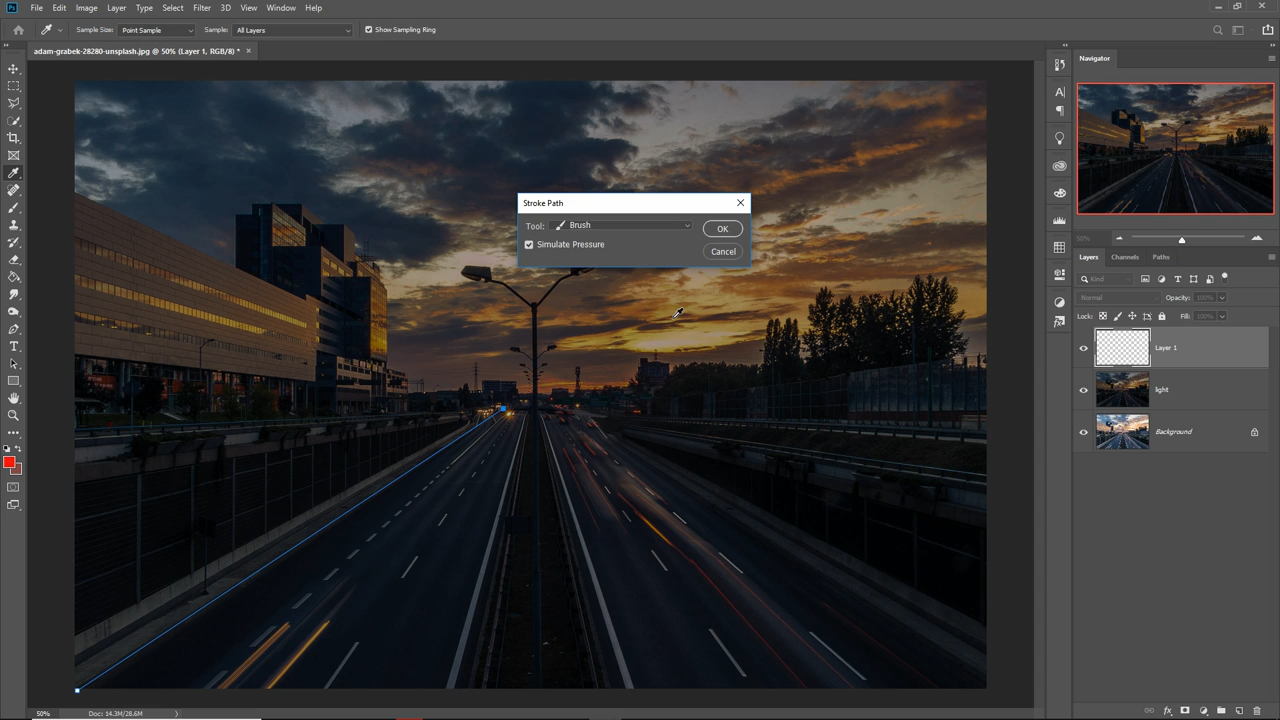 Ps File Edit Image Layer Type Select Filter 3D View Window Help
Sample Size: Point Sample Sample: All Layers Show Sampling Ring
adam-grabek-28280-unsplash.jpg @ 50% (Layer 1, RGB/8) * ×
Stroke Path
Tool: Brush
Simulate Pressure
OK
Cancel
Navigator
50%
Layers Channels Paths
Kind
Normal Opacity: 100%
Lock: Fill: 100%
Layer 1
light
Background
50% Doc: 14.3M/28.6M